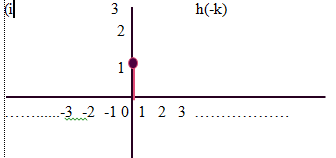 (i 3 h(-k)
2
1
……......-3 -2 -1 0 1 2 3 ………………